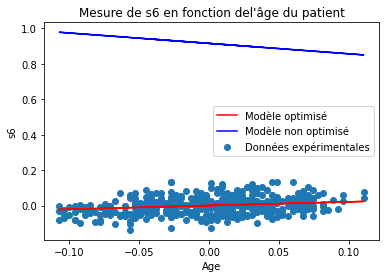 Mesure de s6 en fonction del'âge du patient
1.0
0.8
0.6
0.4
0.2
0.0
s6
Modèle optimisé
Modèle non optimisé
Données expérimentales
−0.10
−0.05
0.00
0.05
0.10
Age